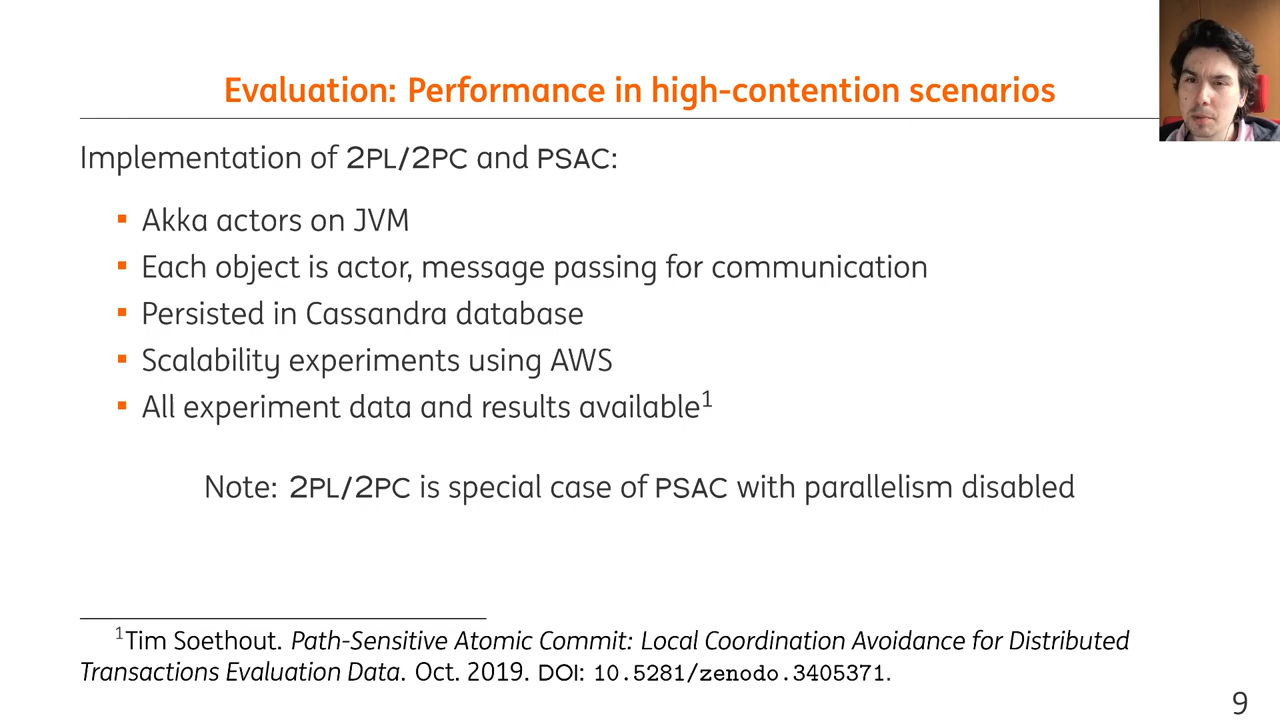 Evaluation: Performance in high-contention scenarios
Implementation of 2PL/2PC and PSAC:
▪ Akka actors on JVM
▪ Each object is actor, message passing for communication
▪ Persisted in Cassandra database
▪ Scalability experiments using AWS
▪ All experiment data and results available¹
Note: 2PL/2PC is special case of PSAC with parallelism disabled
¹Tim Soethout. Path-Sensitive Atomic Commit: Local Coordination Avoidance for Distributed
Transactions Evaluation Data. Oct. 2019. DOI: 10.5281/zenodo.3405371.
9